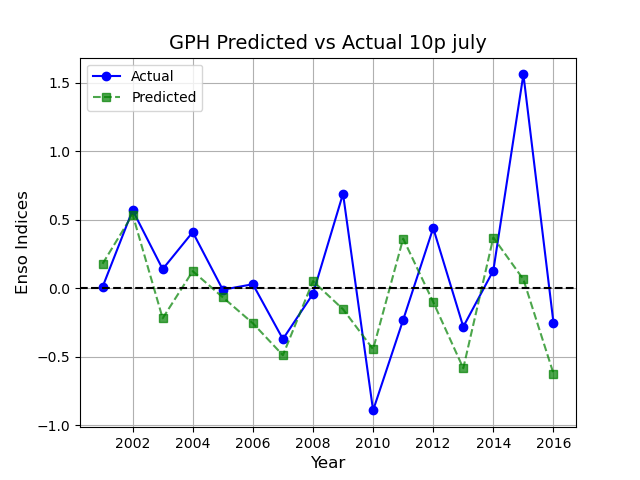 GPH Predicted vs Actual 10p july
Actual
Predicted
Enso Indices
1.5
1.0
0.5
0.0
−0.5
−1.0
2002 2004 2006 2008 2010 2012 2014 2016
Year